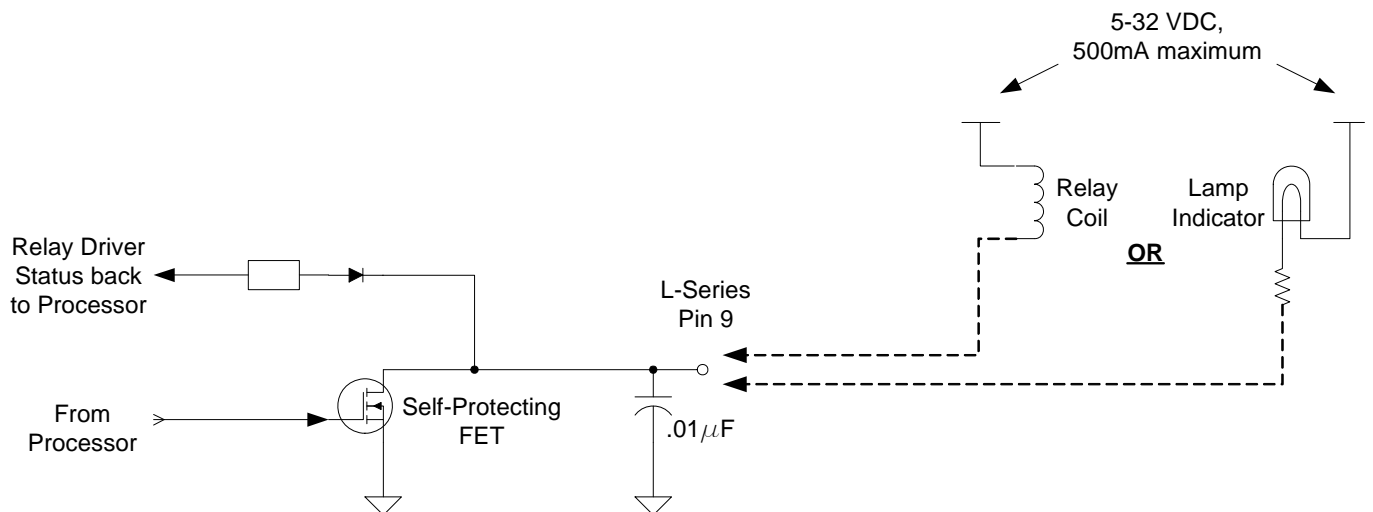 5-32 VDC,
500mA maximum
Relay
Coil
Lamp
Indicator
OR
Relay Driver
Status back
to Processor
L-Series
Pin 9
From
Processor
Self-Protecting
FET
.01μF